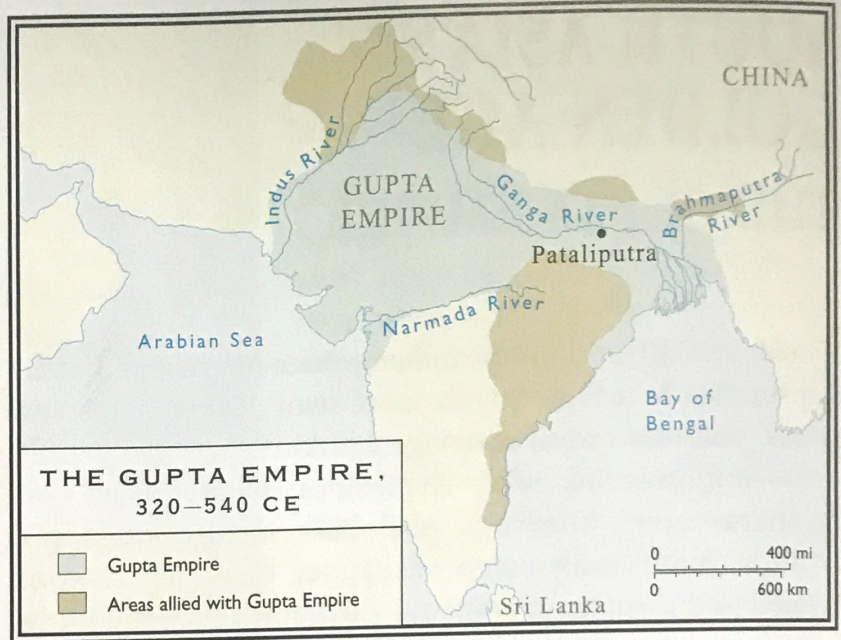 CHINA
Indus River
GUPTA
EMPIRE
Ganga River
Brahmaputra
River
Pataliputra
Narmada River
Arabian Sea
Bay of
Bengal
THE GUPTA EMPIRE,
320–540 CE
Gupta Empire
Areas allied with Gupta Empire
0 400 mi
0 600 km
Sri Lanka